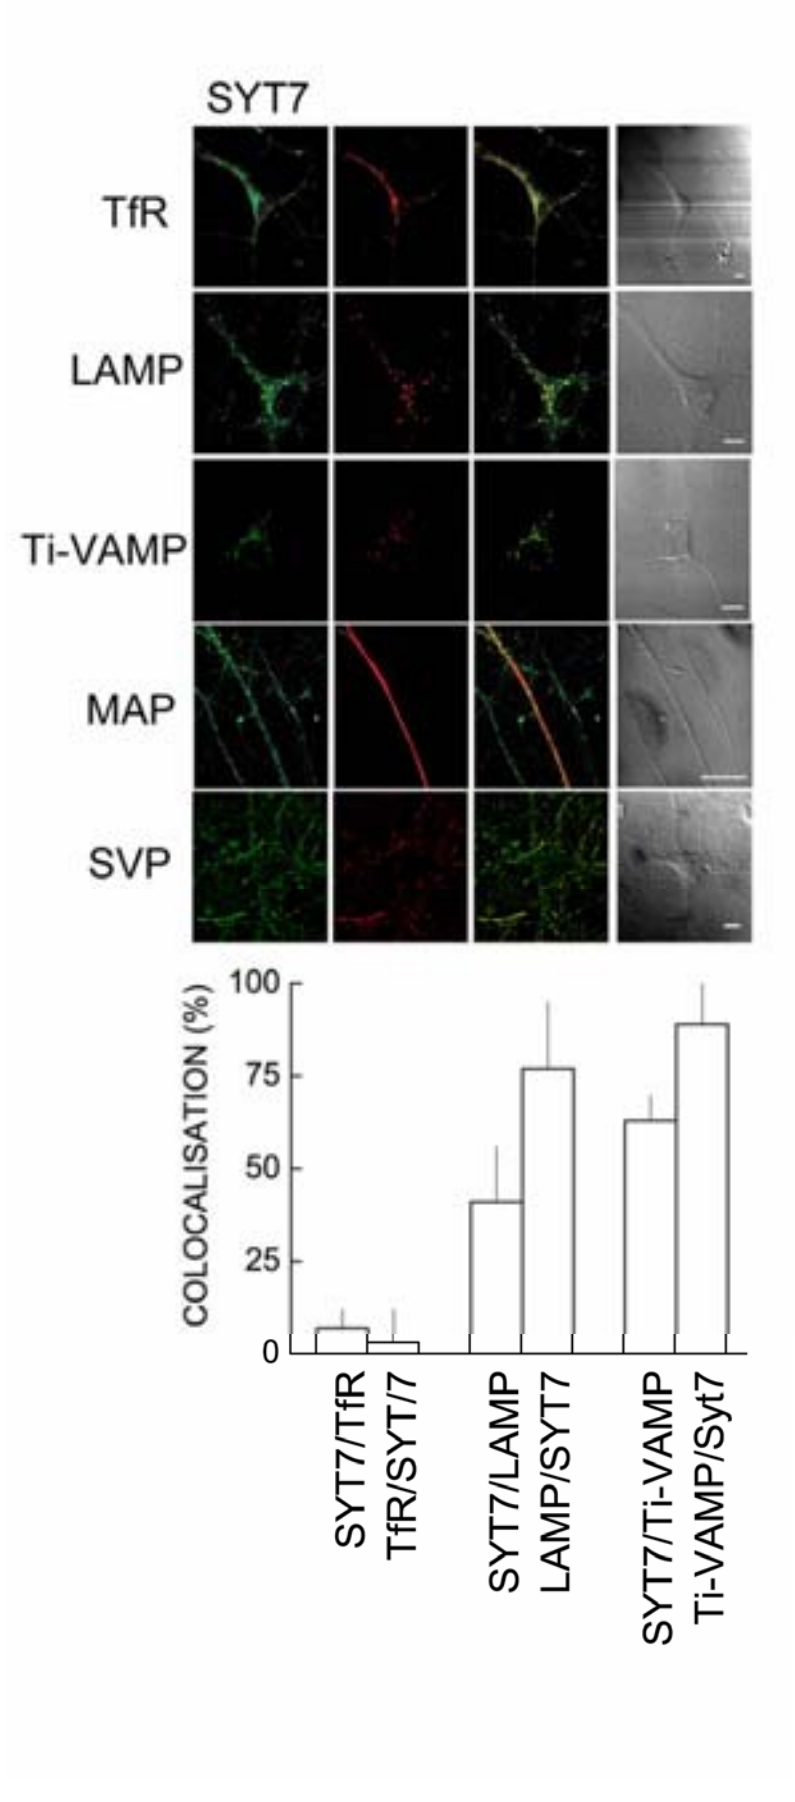 SYT7
TfR
LAMP
Ti-VAMP
MAP
SVP
COLOCALISATION (%)
100
75
50
25
0
SYT7/TfR
TfR/SYT/7
SYT7/LAMP
LAMP/SYT7
SYT7/Ti-VAMP
Ti-VAMP/Syt7